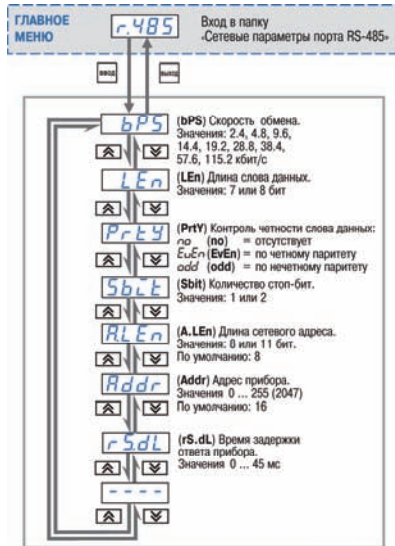 ГЛАВНОЕ
МЕНЮ
r.485
Вход в папку
«Сетевые параметры порта RS-485»
ввод
выход
bPS
(bPS) Скорость обмена.
Значения: 2.4, 4.8, 9.6,
14.4, 19.2, 28.8, 38.4,
57.6, 115.2 кбит/с
LEn
(LEn) Длина слова данных.
Значения: 7 или 8 бит
PrtY
(PrtY) Контроль четности слова данных:
no (no) = отсутствует
EvEn (EvEn) = по четному паритету
odd (odd) = по нечетному паритету
Sbit
(Sbit) Количество стоп-бит.
Значения: 1 или 2
A.LEn
(A.LEn) Длина сетевого адреса.
Значения: 8 или 11 бит.
По умолчанию: 8
Addr
(Addr) Адрес прибора.
Значения 0 ... 255 (2047)
По умолчанию: 16
rS.dL
(rS.dL) Время задержки
ответа прибора.
Значения 0 ... 45 мс
----